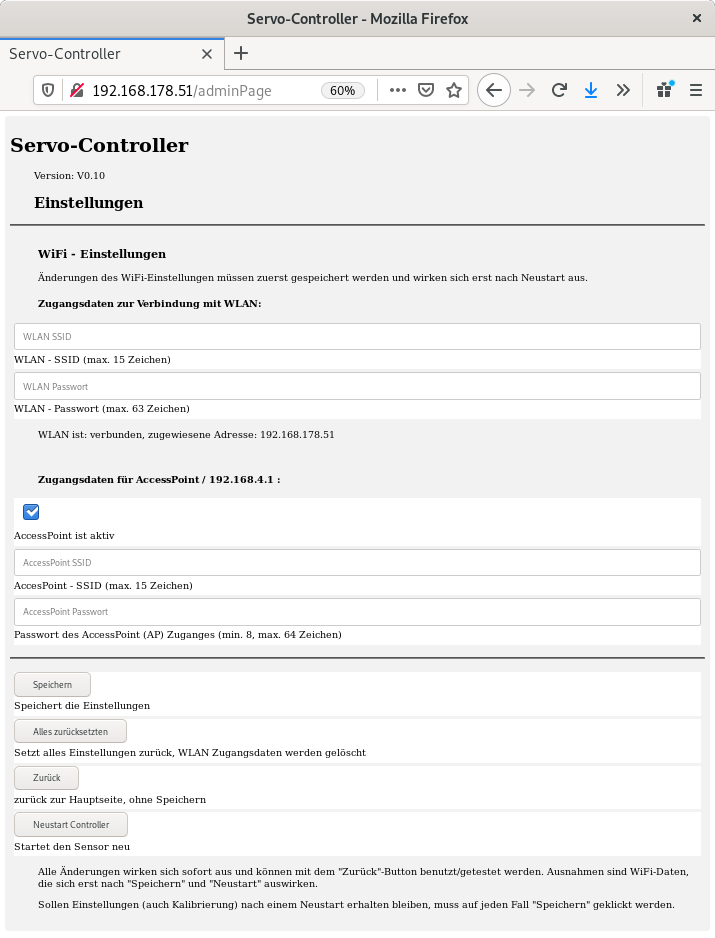 Servo-Controller - Mozilla Firefox
Servo-Controller
192.168.178.51/adminPage
60%
Servo-Controller
Version: V0.10
Einstellungen
WiFi - Einstellungen
Änderungen des WiFi-Einstellungen müssen zuerst gespeichert werden und wirken sich erst nach Neustart aus.
Zugangsdaten zur Verbindung mit WLAN:
WLAN SSID
WLAN - SSID (max. 15 Zeichen)
WLAN Passwort
WLAN - Passwort (max. 63 Zeichen)
WLAN ist: verbunden, zugewiesene Adresse: 192.168.178.51
Zugangsdaten für AccessPoint / 192.168.4.1 :
AccessPoint ist aktiv
AccessPoint SSID
AccesPoint - SSID (max. 15 Zeichen)
AccessPoint Passwort
Passwort des AccessPoint (AP) Zuganges (min. 8, max. 64 Zeichen)
Speichern
Speichert die Einstellungen
Alles zurücksetzten
Setzt alles Einstellungen zurück, WLAN Zugangsdaten werden gelöscht
Zurück
zurück zur Hauptseite, ohne Speichern
Neustart Controller
Startet den Sensor neu
Alle Änderungen wirken sich sofort aus und können mit dem "Zurück"-Button benutzt/getestet werden. Ausnahmen sind WiFi-Daten,
die sich erst nach "Speichern" und "Neustart" auswirken.
Sollen Einstellungen (auch Kalibrierung) nach einem Neustart erhalten bleiben, muss auf jeden Fall "Speichern" geklickt werden.